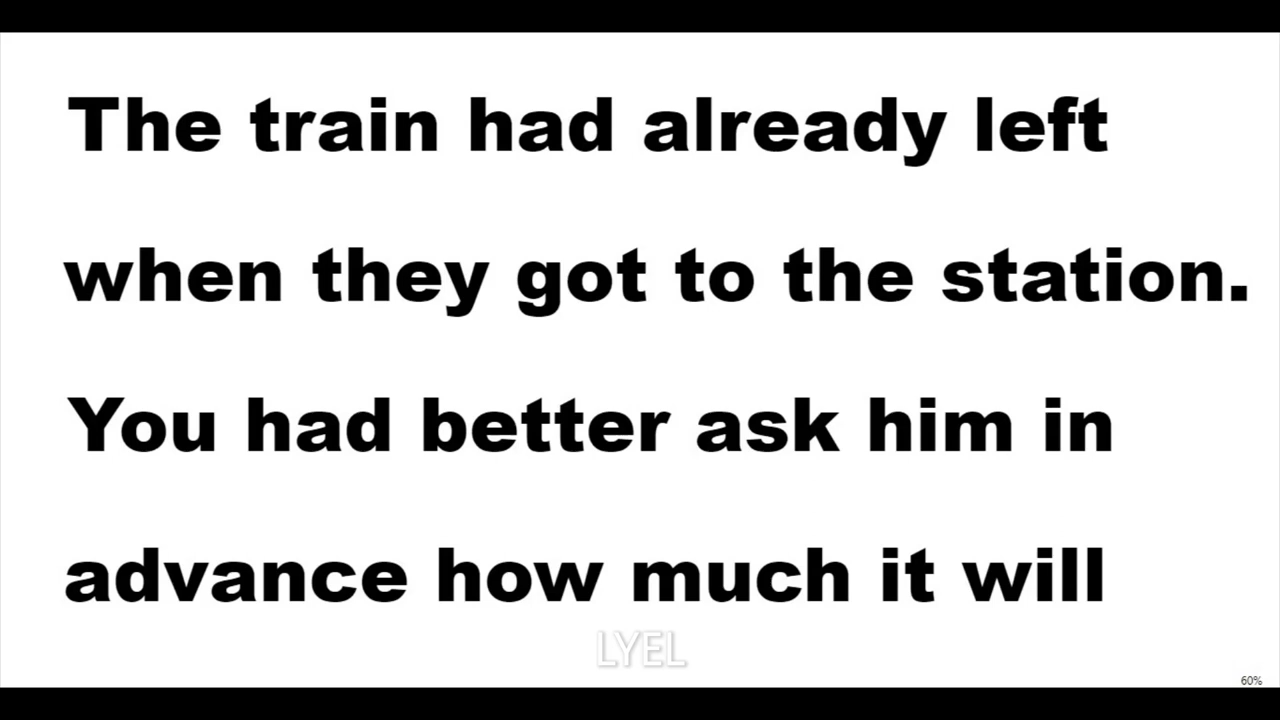 The train had already left
when they got to the station.
You had better ask him in
advance how much it will
LYEL
60%